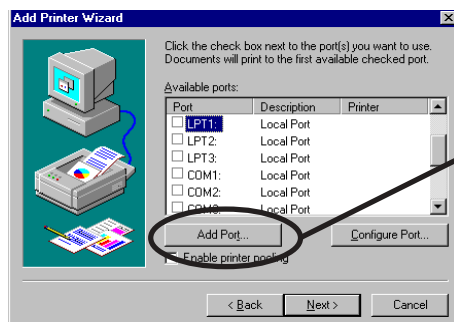 Add Printer Wizard
Click the check box next to the port(s) you want to use.
Documents will print to the first available checked port.
Available ports:
Port Description Printer
LPT1: Local Port
LPT2: Local Port
LPT3: Local Port
COM1: Local Port
COM2: Local Port
COM3: Local Port
Add Port... Configure Port...
Enable printer pooling
< Back Next > Cancel